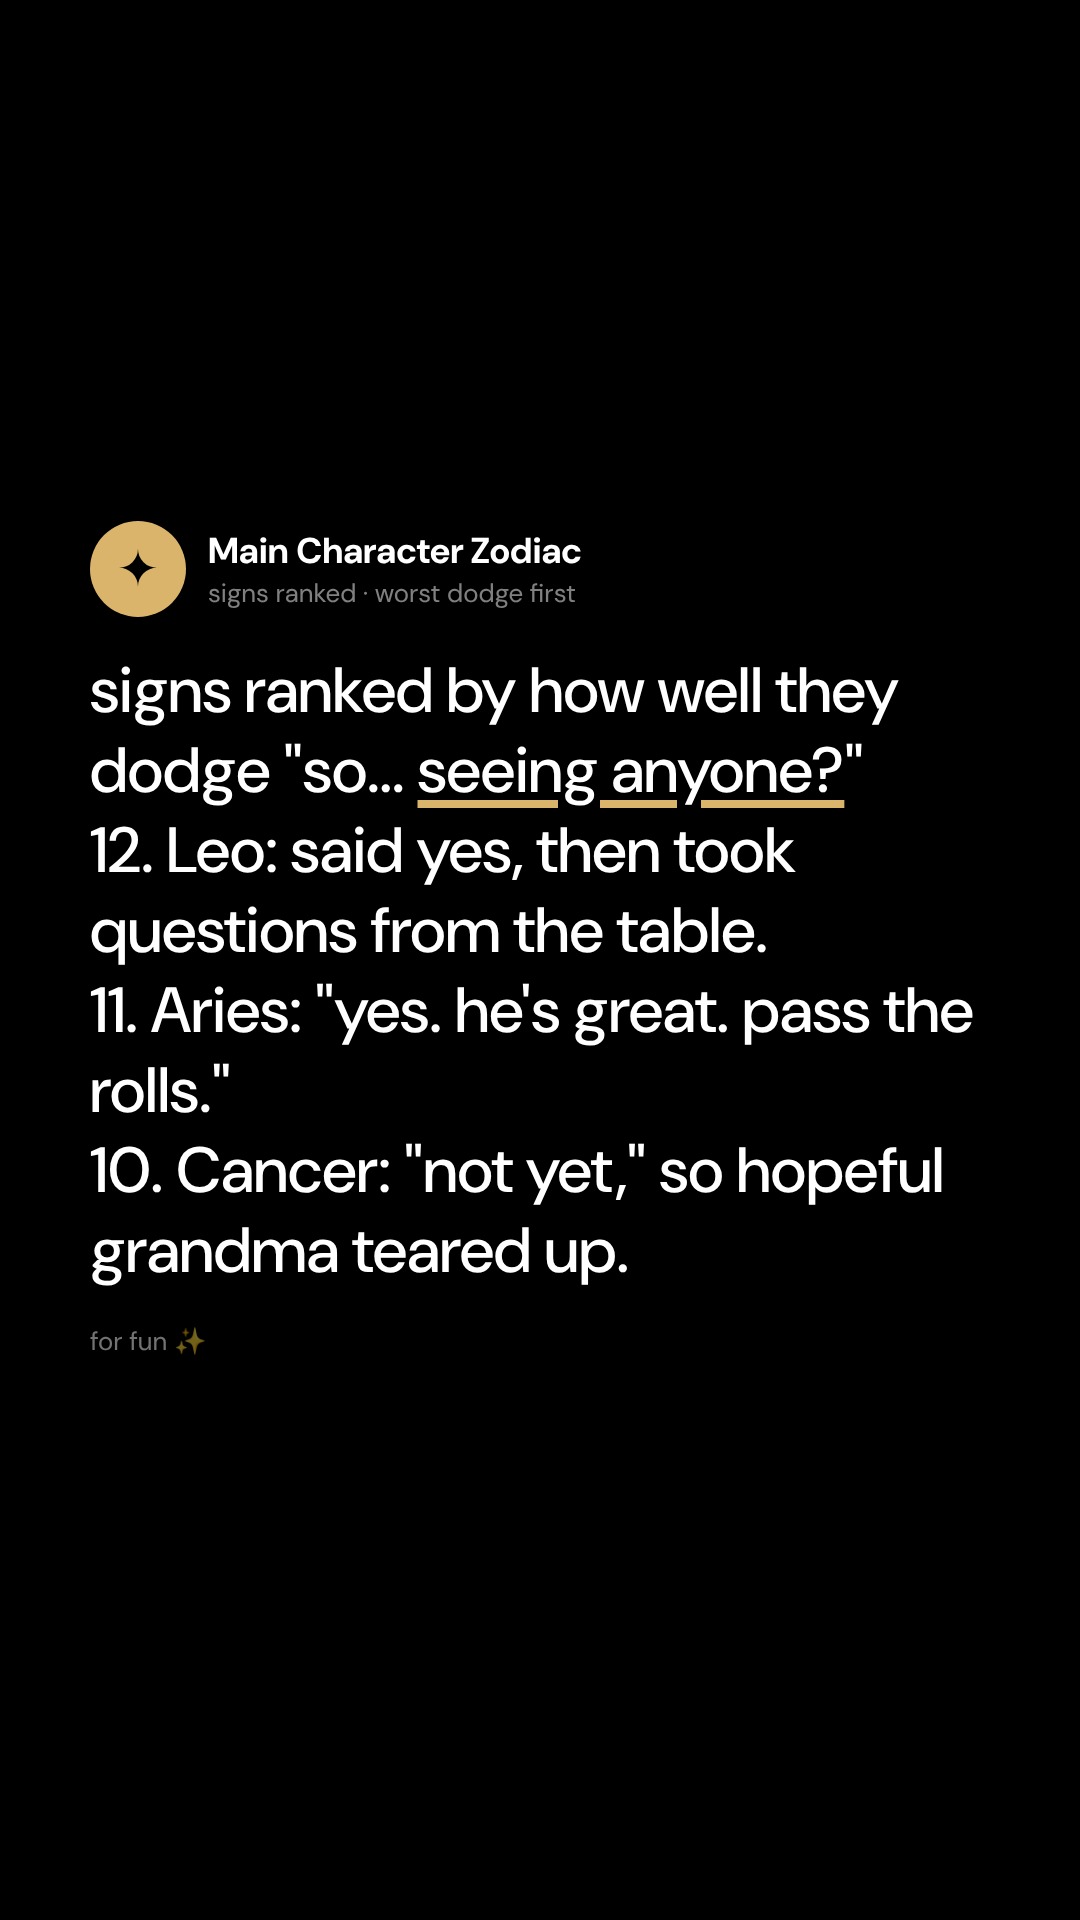 Main Character Zodiac
signs ranked · worst dodge first
signs ranked by how well they
dodge "so... seeing anyone?"
12. Leo: said yes, then took
questions from the table.
11. Aries: "yes. he's great. pass the
rolls."
10. Cancer: "not yet," so hopeful
grandma teared up.
for fun ✨